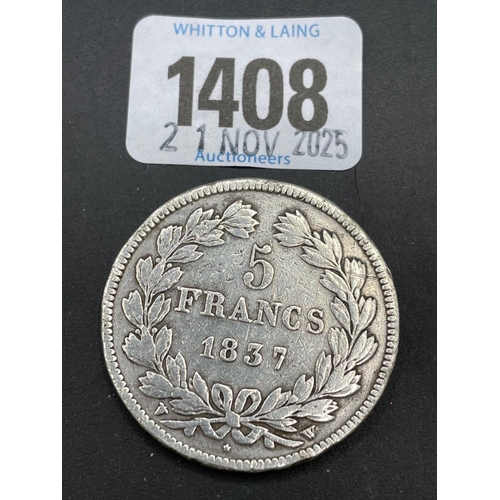 WHITTON & LAING
1408
21 NOV 2025
Auctioneers
5
FRANCS
1837
W